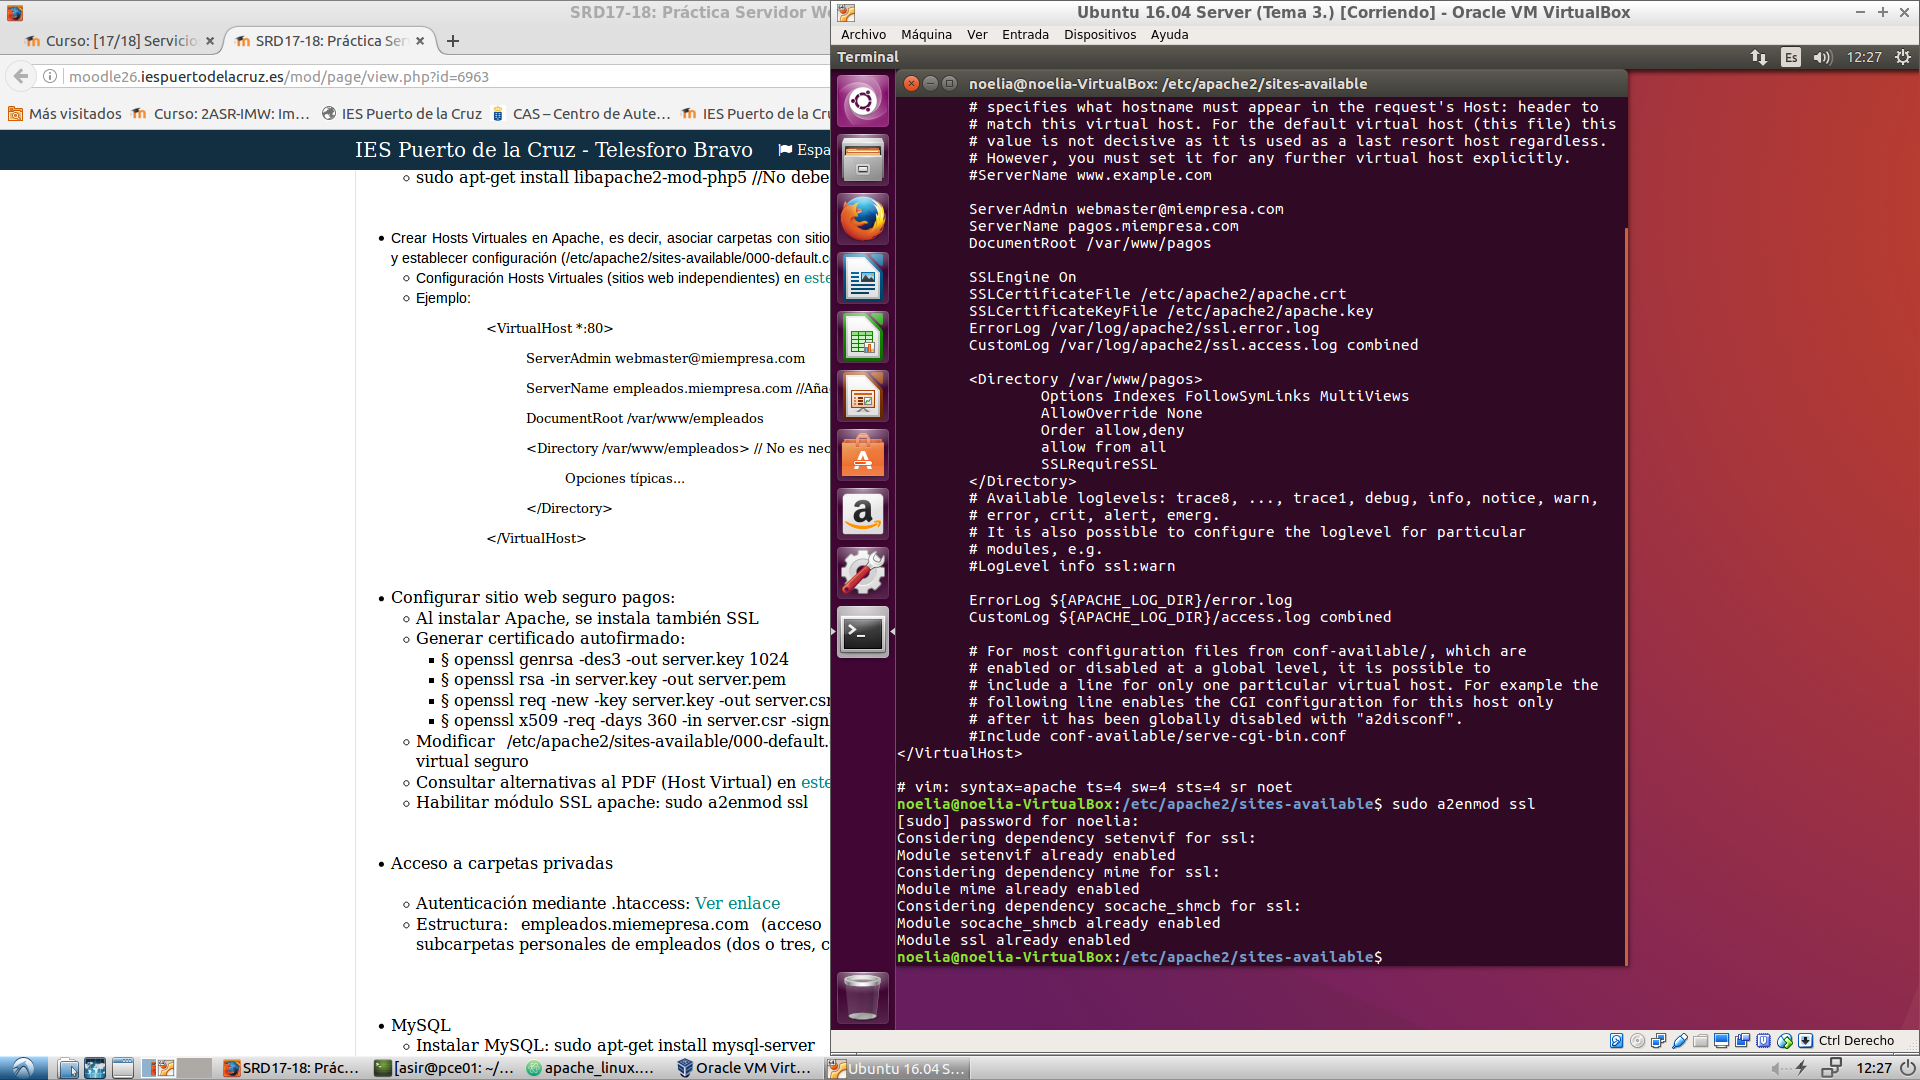 SRD17-18: Práctica Servidor W
Curso: [17/18] Servicio
SRD17-18: Práctica Ser
moodle26.iespuertodelacruz.es/mod/page/view.php?id=6963
Más visitados
Curso: 2ASR-IMW: Im...
IES Puerto de la Cruz
CAS – Centro de Aute...
IES Puerto de la Cru
IES Puerto de la Cruz - Telesforo Bravo
Espa
sudo apt-get install libapache2-mod-php5 //No debe
Crear Hosts Virtuales en Apache, es decir, asociar carpetas con sitio
y establecer configuración (/etc/apache2/sites-available/000-default.c
Configuración Hosts Virtuales (sitios web independientes) en este
Ejemplo:
<VirtualHost *:80>
ServerAdmin webmaster@miempresa.com
ServerName empleados.miempresa.com //Aña
DocumentRoot /var/www/empleados
<Directory /var/www/empleados> // No es nec
Opciones típicas...
</Directory>
</VirtualHost>
Configurar sitio web seguro pagos:
Al instalar Apache, se instala también SSL
Generar certificado autofirmado:
§ openssl genrsa -des3 -out server.key 1024
§ openssl rsa -in server.key -out server.pem
§ openssl req -new -key server.key -out server.csr
§ openssl x509 -req -days 360 -in server.csr -sign
Modificar /etc/apache2/sites-available/000-default.
virtual seguro
Consultar alternativas al PDF (Host Virtual) en este
Habilitar módulo SSL apache: sudo a2enmod ssl
Acceso a carpetas privadas
Autenticación mediante .htaccess: Ver enlace
Estructura: empleados.miemepresa.com (acceso
subcarpetas personales de empleados (dos o tres, c
MySQL
Instalar MySQL: sudo apt-get install mysql-server
Ubuntu 16.04 Server (Tema 3.) [Corriendo] - Oracle VM VirtualBox
Archivo Máquina Ver Entrada Dispositivos Ayuda
Terminal
Es
12:27
noelia@noelia-VirtualBox: /etc/apache2/sites-available
# specifies what hostname must appear in the request's Host: header to
# match this virtual host. For the default virtual host (this file) this
# value is not decisive as it is used as a last resort host regardless.
# However, you must set it for any further virtual host explicitly.
#ServerName www.example.com
ServerAdmin webmaster@miempresa.com
ServerName pagos.miempresa.com
DocumentRoot /var/www/pagos
SSLEngine On
SSLCertificateFile /etc/apache2/apache.crt
SSLCertificateKeyFile /etc/apache2/apache.key
ErrorLog /var/log/apache2/ssl.error.log
CustomLog /var/log/apache2/ssl.access.log combined
<Directory /var/www/pagos>
Options Indexes FollowSymLinks MultiViews
AllowOverride None
Order allow,deny
allow from all
SSLRequireSSL
</Directory>
# Available loglevels: trace8, ..., trace1, debug, info, notice, warn,
# error, crit, alert, emerg.
# It is also possible to configure the loglevel for particular
# modules, e.g.
#LogLevel info ssl:warn
ErrorLog ${APACHE_LOG_DIR}/error.log
CustomLog ${APACHE_LOG_DIR}/access.log combined
# For most configuration files from conf-available/, which are
# enabled or disabled at a global level, it is possible to
# include a line for only one particular virtual host. For example the
# following line enables the CGI configuration for this host only
# after it has been globally disabled with "a2disconf".
#Include conf-available/serve-cgi-bin.conf
</VirtualHost>
# vim: syntax=apache ts=4 sw=4 sts=4 sr noet
noelia@noelia-VirtualBox:/etc/apache2/sites-available$ sudo a2enmod ssl
[sudo] password for noelia:
Considering dependency setenvif for ssl:
Module setenvif already enabled
Considering dependency mime for ssl:
Module mime already enabled
Considering dependency socache_shmcb for ssl:
Module socache_shmcb already enabled
Module ssl already enabled
noelia@noelia-VirtualBox:/etc/apache2/sites-available$
Ctrl Derecho
SRD17-18: Prác...
[asir@pce01: ~/...
apache_linux....
Oracle VM Virt...
Ubuntu 16.04 S...
12:27